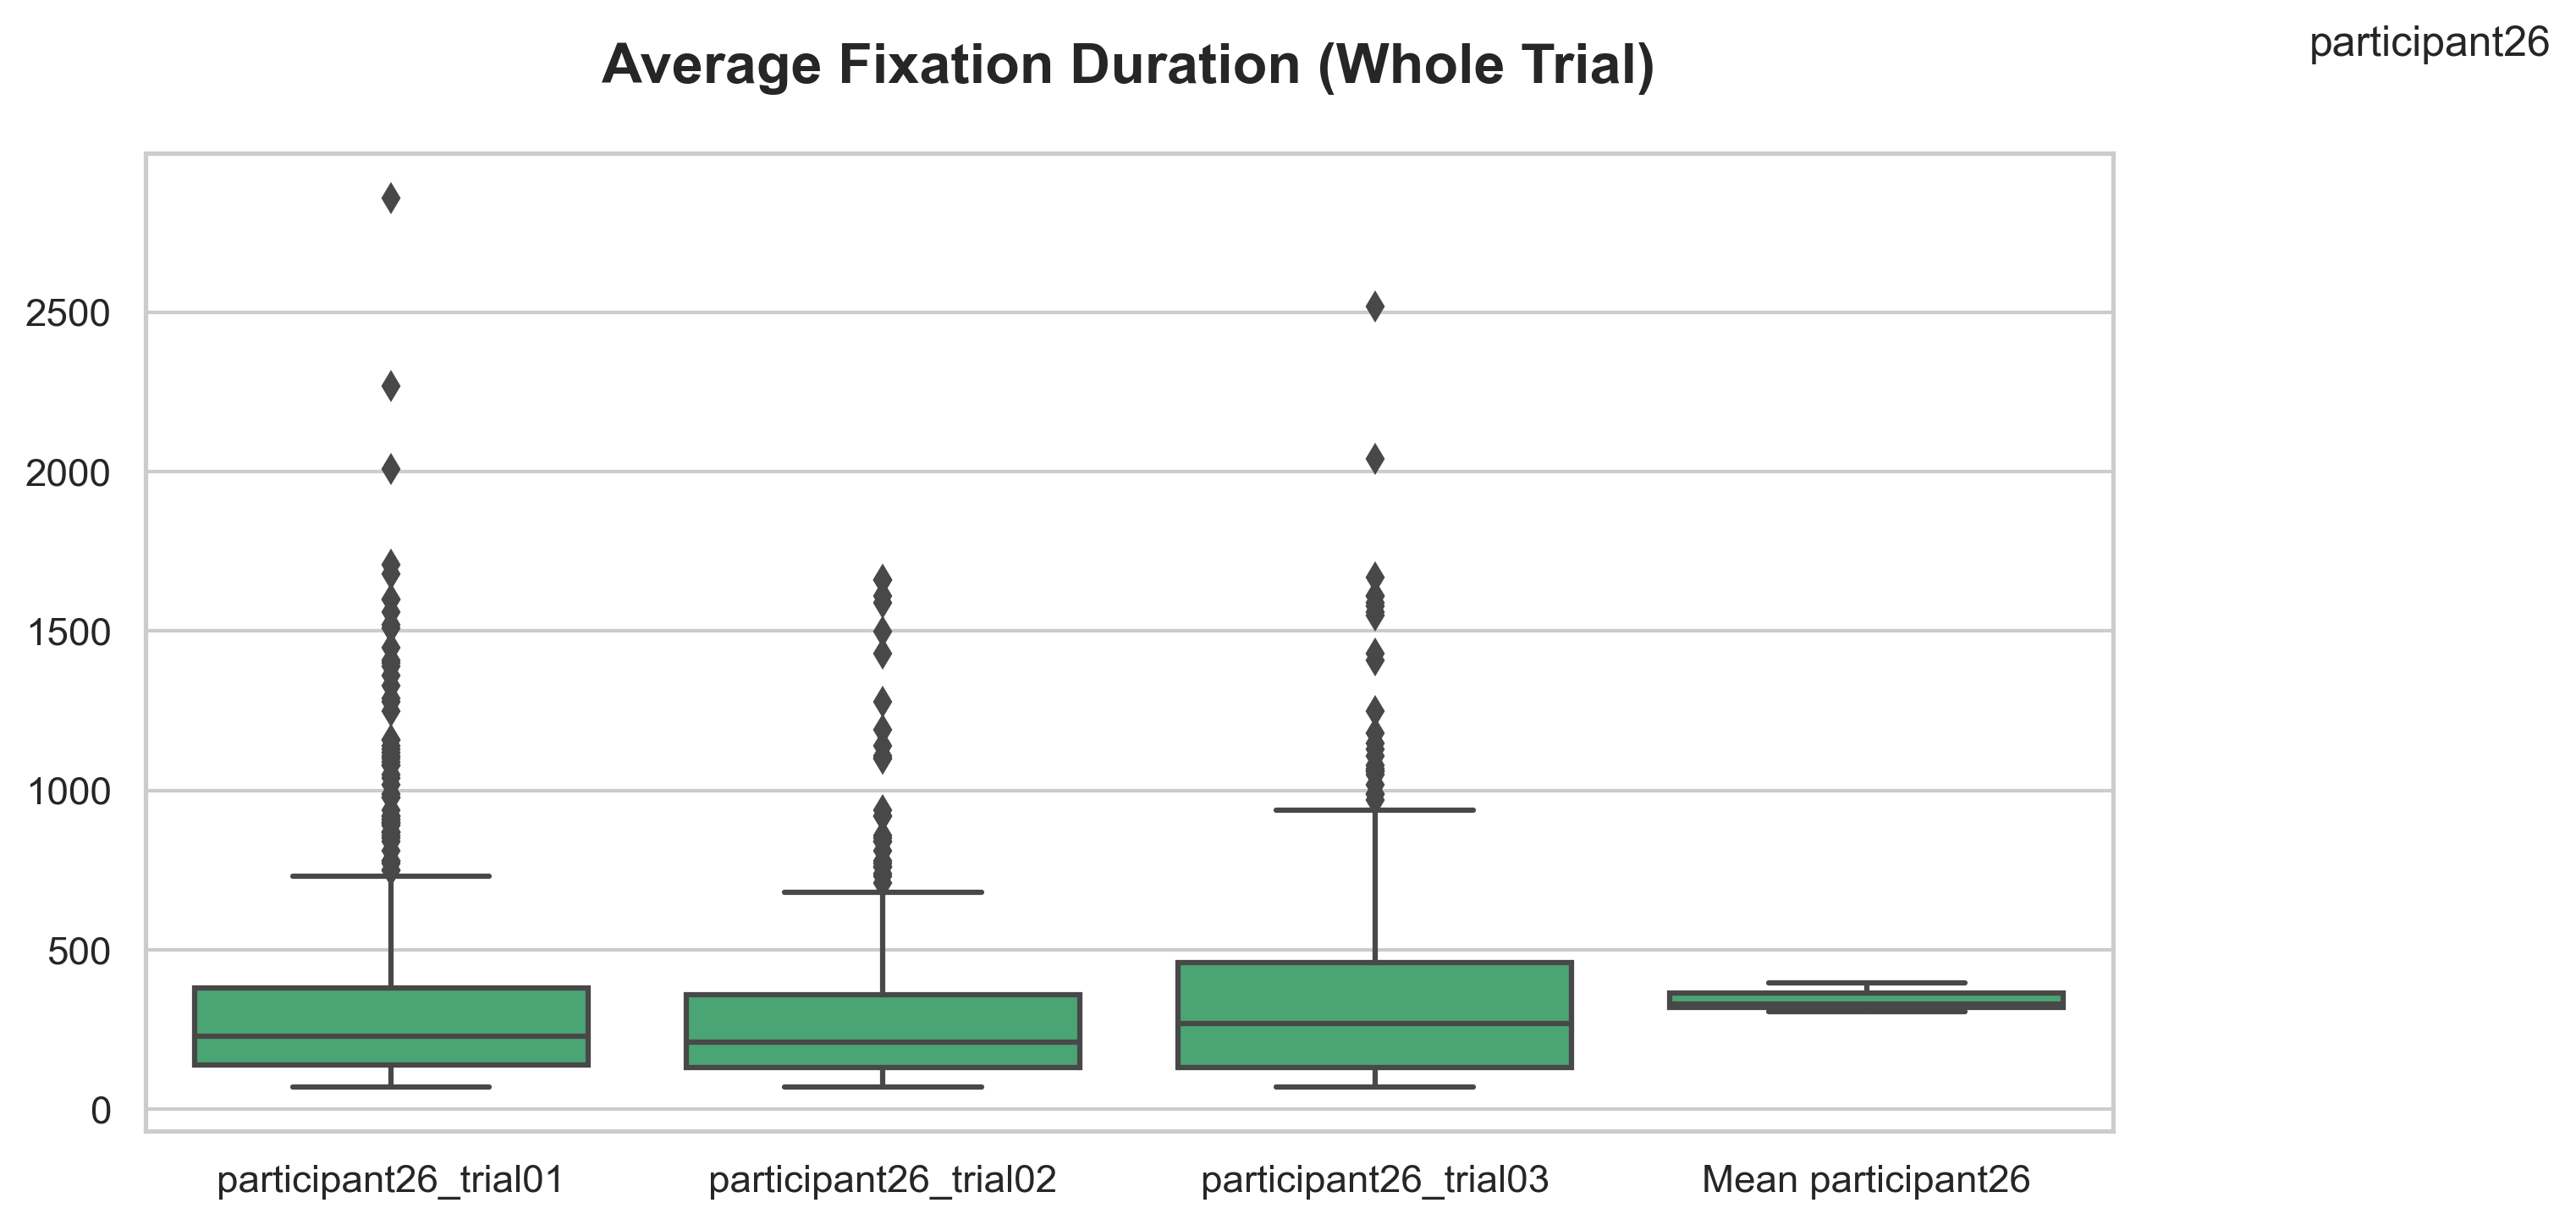 participant26
Average Fixation Duration (Whole Trial)
2500
2000
1500
1000
500
0
participant26_trial01
participant26_trial02
participant26_trial03
Mean participant26